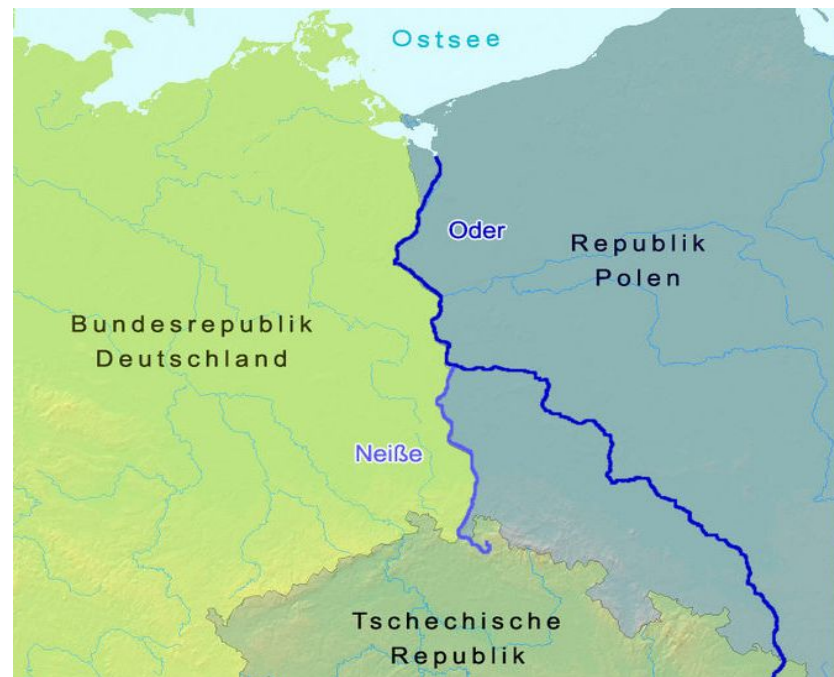 Ostsee
Oder
Republik
Polen
Bundesrepublik
Deutschland
Neiße
Tschechische
Republik